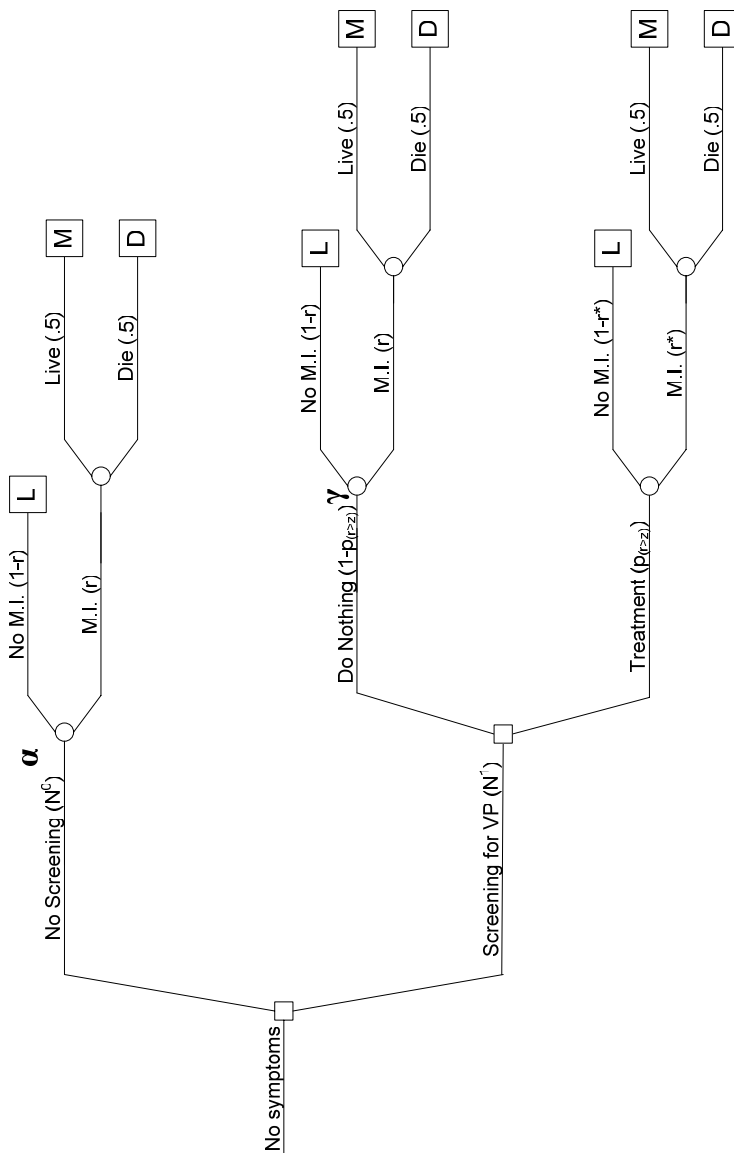 No symptoms
No Screening (N⁰)
α
No M.I. (1-r)
L
M.I. (r)
Live (.5)
M
Die (.5)
D
Screening for VP (N¹)
Do Nothing (1-p(r>z))
γ
No M.I. (1-r)
L
M.I. (r)
Live (.5)
M
Die (.5)
D
Treatment (p(r>z))
No M.I. (1-r*)
L
M.I. (r*)
Live (.5)
M
Die (.5)
D